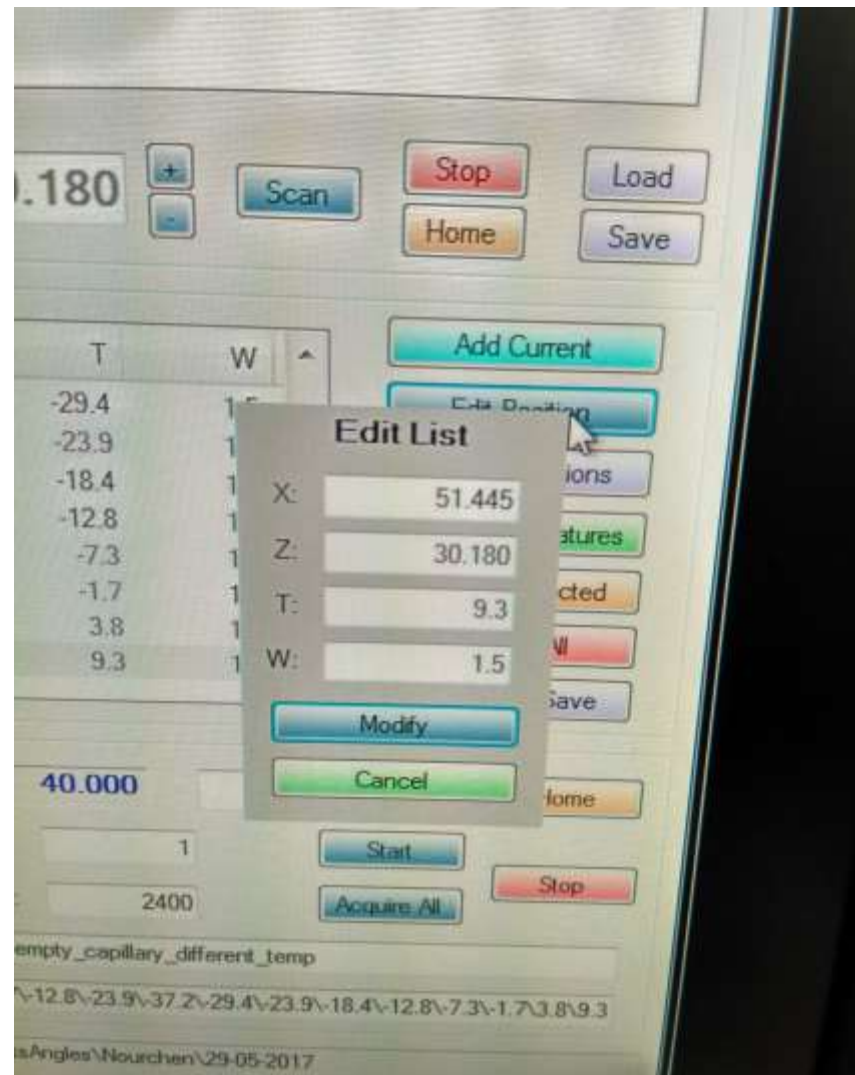 .180 + Scan Stop Load
- Home Save
T W Add Current
-29.4 Edit Position
-23.9
-18.4 ions
-12.8 atures
-7.3
-1.7 cted
3.8
9.3
Save
Edit List
X: 51.445
Z: 30.180
T: 9.3
W: 1.5
Modify
Cancel
40.000 Home
1 Start
2400 Acquire All Stop
empty_capillary_different_temp
\-12.8\-23.9\-37.2\-29.4\-23.9\-18.4\-12.8\-7.3\-1.7\3.8\9.3
sAngles\Nourchen\29-05-2017